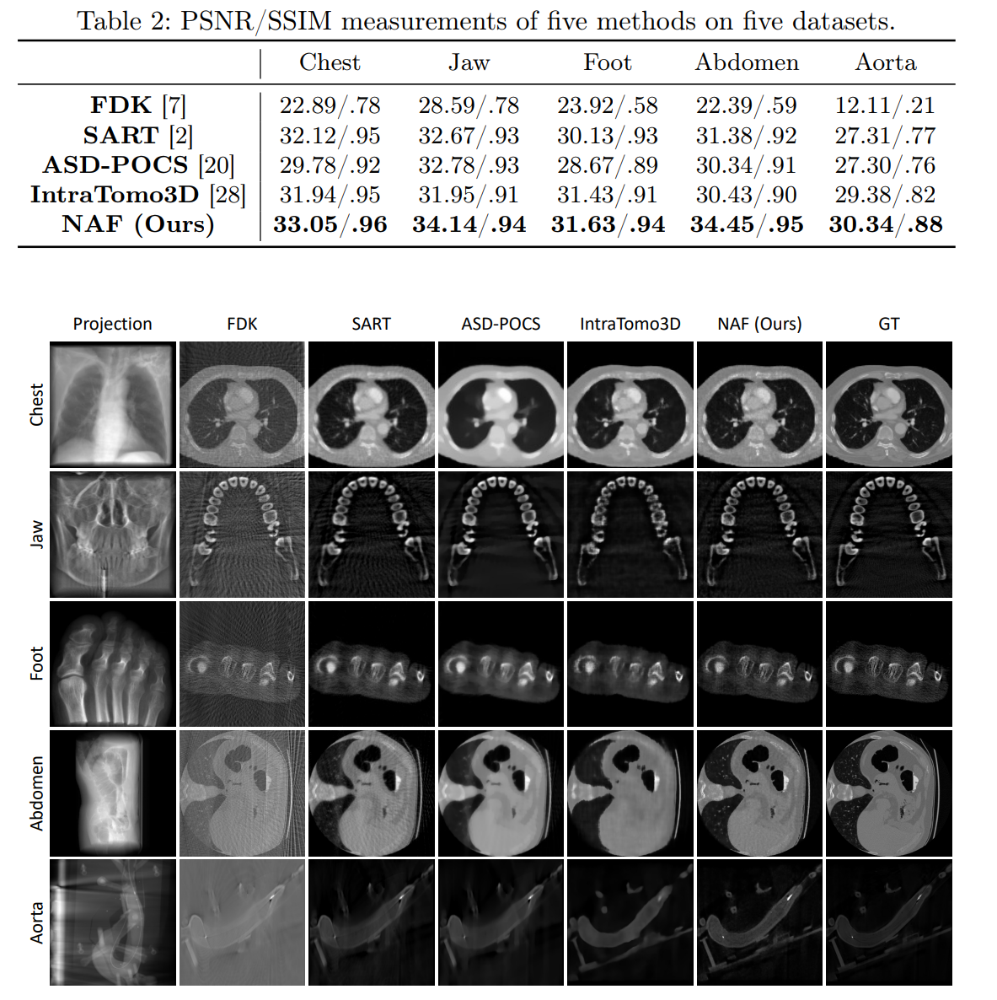 Table 2: PSNR/SSIM measurements of five methods on five datasets.
Chest Jaw Foot Abdomen Aorta
FDK [7] 22.89/.78 28.59/.78 23.92/.58 22.39/.59 12.11/.21
SART [2] 32.12/.95 32.67/.93 30.13/.93 31.38/.92 27.31/.77
ASD-POCS [20] 29.78/.92 32.78/.93 28.67/.89 30.34/.91 27.30/.76
IntraTomo3D [28] 31.94/.95 31.95/.91 31.43/.91 30.43/.90 29.38/.82
NAF (Ours) 33.05/.96 34.14/.94 31.63/.94 34.45/.95 30.34/.88
Projection FDK SART ASD-POCS IntraTomo3D NAF (Ours) GT
Chest
Jaw
Foot
Abdomen
Aorta